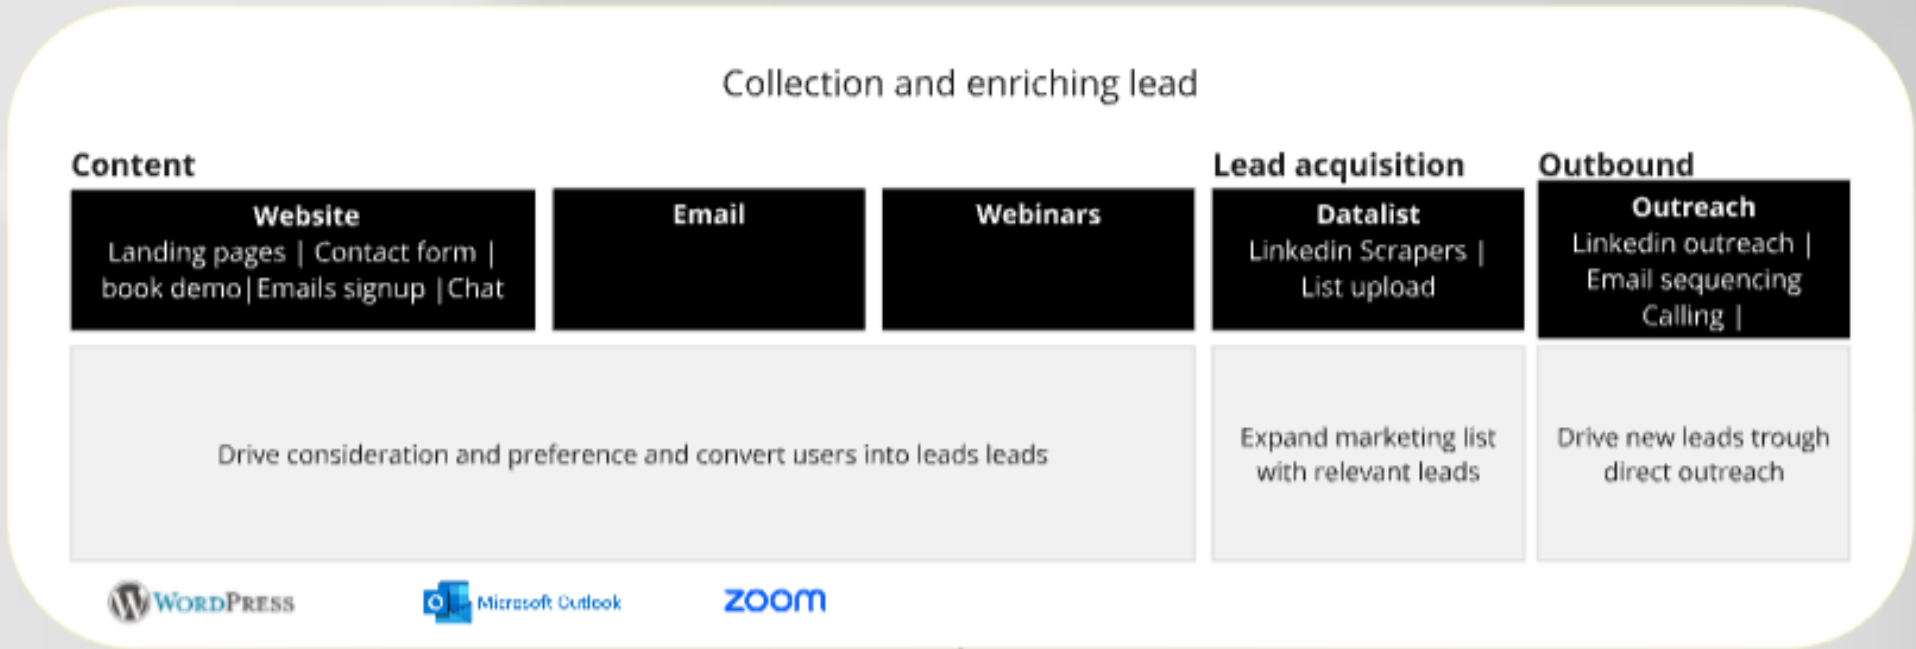 Collection and enriching lead
Content
Lead acquisition
Outbound
Website
Landing pages | Contact form |
book demo|Emails signup |Chat
Email
Webinars
Datalist
Linkedin Scrapers |
List upload
Outreach
Linkedin outreach |
Email sequencing
Calling |
Drive consideration and preference and convert users into leads leads
Expand marketing list
with relevant leads
Drive new leads trough
direct outreach
WORDPRESS
Microsoft Outlook
zoom